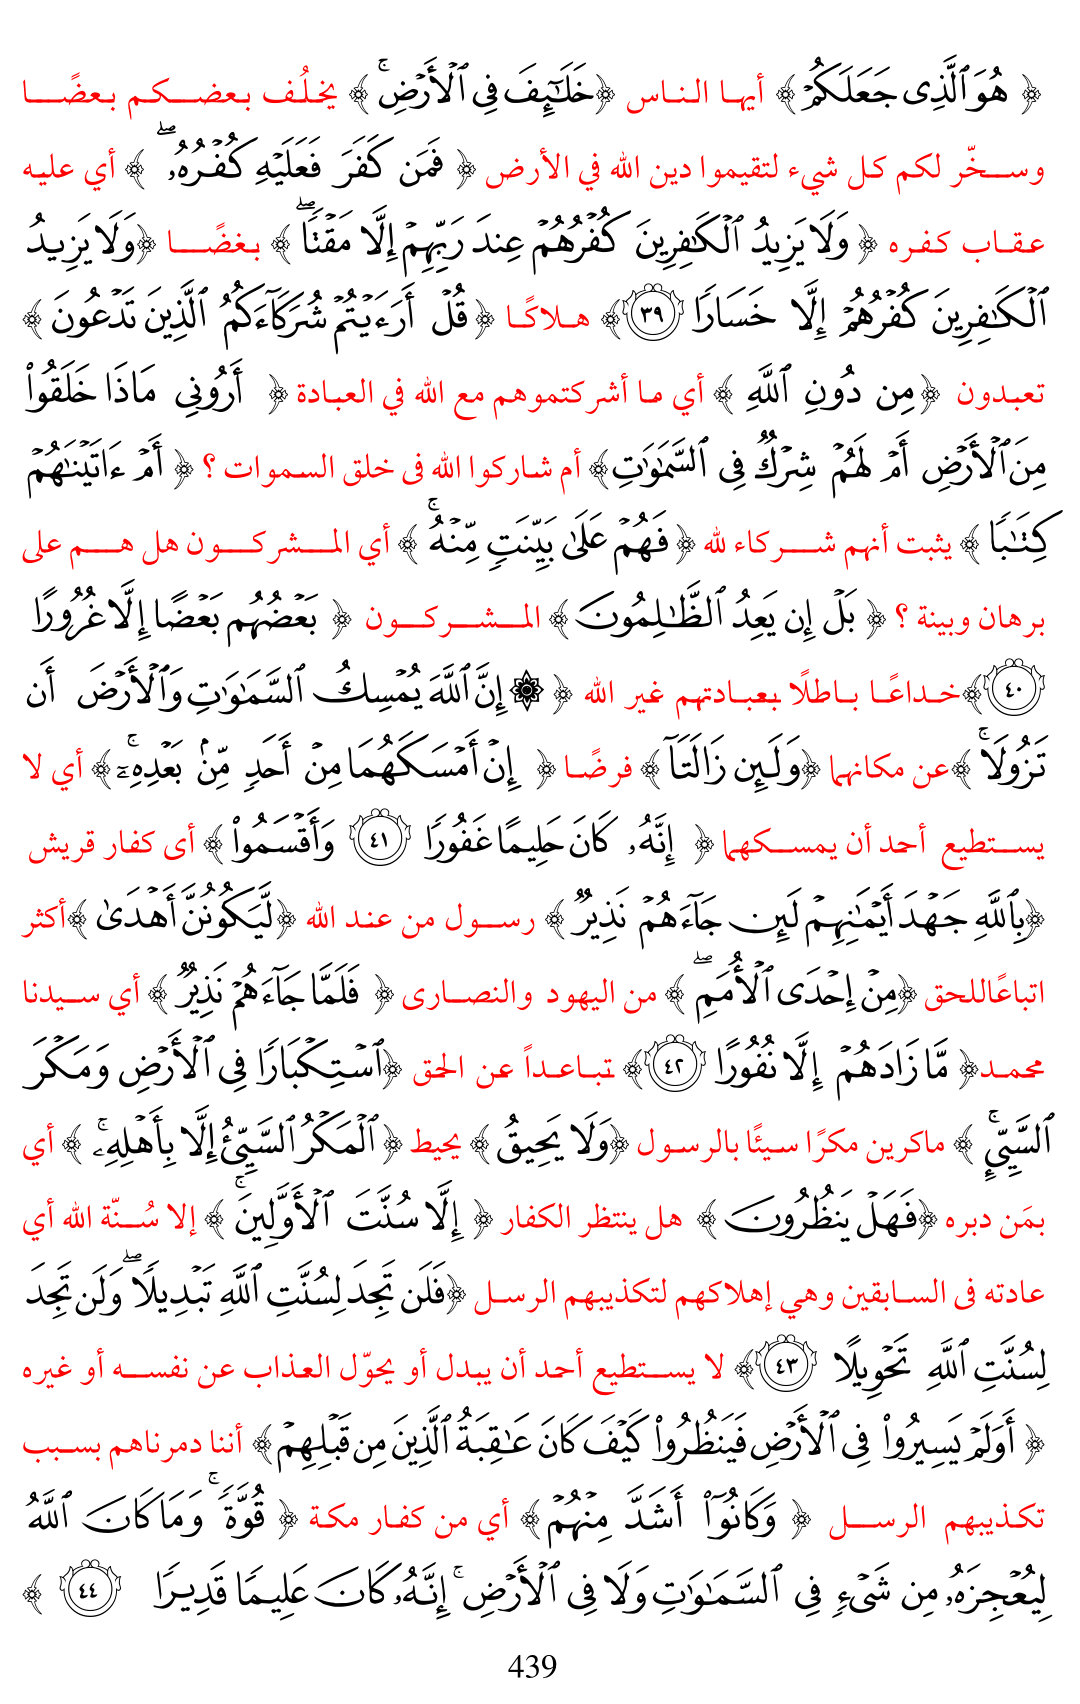 ﴿ هُوَ ٱلَّذِى جَعَلَكُمْ ﴾ أيها الناس ﴿خَلَـٰٓئِفَ فِى ٱلْأَرْضِ ۚ ﴾ يخلُف بعضكم بعضًا
وسخّر لكم كل شيء لتقيموا دين الله في الأرض ﴿ فَمَن كَفَرَ فَعَلَيْهِ كُفْرُهُۥ ۖ ﴾ أي عليه
عقاب كفره ﴿ وَلَا يَزِيدُ ٱلْكَـٰفِرِينَ كُفْرُهُمْ عِندَ رَبِّهِمْ إِلَّا مَقْتًا ۖ ﴾ بغضًا ﴿وَلَا يَزِيدُ
ٱلْكَـٰفِرِينَ كُفْرُهُمْ إِلَّا خَسَارًا ٣٩﴾ هلاكًا ﴿ قُلْ أَرَءَيْتُمْ شُرَكَآءَكُمُ ٱلَّذِينَ تَدْعُونَ ﴾
تعبدون ﴿مِن دُونِ ٱللَّهِ ﴾ أي ما أشركتموهم مع الله في العبادة ﴿ أَرُونِى مَاذَا خَلَقُوا۟
مِنَ ٱلْأَرْضِ أَمْ لَهُمْ شِرْكٌ فِى ٱلسَّمَـٰوَٰتِ﴾ أم شاركوا الله فى خلق السموات ؟ ﴿ أَمْ ءَاتَيْنَـٰهُمْ
كِتَـٰبًا ﴾ يثبت أنهم شركاء لله ﴿ فَهُمْ عَلَىٰ بَيِّنَتٍ مِّنْهُ ۚ ﴾ أي المشركون هل هم على
برهان وبينة ؟ ﴿ بَلْ إِن يَعِدُ ٱلظَّـٰلِمُونَ ﴾ المشركون ﴿ بَعْضُهُم بَعْضًا إِلَّا غُرُورًا
٤٠ ﴾خداعًا باطلًا بعبادتهم غير الله ﴿ ۞ إِنَّ ٱللَّهَ يُمْسِكُ ٱلسَّمَـٰوَٰتِ وَٱلْأَرْضَ أَن
تَزُولَا ۚ ﴾عن مكانهما ﴿وَلَئِن زَالَتَآ ﴾ فرضًا ﴿ إِنْ أَمْسَكَهُمَا مِنْ أَحَدٍ مِّنۢ بَعْدِهِۦٓ ۚ ﴾ أي لا
يستطيع أحد أن يمسكهما ﴿ إِنَّهُۥ كَانَ حَلِيمًا غَفُورًا ٤١ وَأَقْسَمُوا۟ ﴾ أى كفار قريش
﴿بِٱللَّهِ جَهْدَ أَيْمَـٰنِهِمْ لَئِن جَآءَهُمْ نَذِيرٌ ﴾ رسول من عند الله ﴿لَّيَكُونُنَّ أَهْدَىٰ ﴾أكثر
اتباعًاللحق ﴿مِنْ إِحْدَى ٱلْأُمَمِ ۖ ﴾ من اليهود والنصارى ﴿ فَلَمَّا جَآءَهُمْ نَذِيرٌ ﴾ أي سيدنا
محمد﴿ مَّا زَادَهُمْ إِلَّا نُفُورًا ٤٢ ﴾ تباعداً عن الحق ﴿ٱسْتِكْبَارًا فِى ٱلْأَرْضِ وَمَكْرَ
ٱلسَّيِّئِ ۚ ﴾ ماكرين مكرًا سيئًا بالرسول ﴿وَلَا يَحِيقُ ﴾ يحيط ﴿ ٱلْمَكْرُ ٱلسَّيِّئُ إِلَّا بِأَهْلِهِۦ ۚ ﴾ أي
بمَن دبره ﴿فَهَلْ يَنظُرُونَ ﴾ هل ينتظر الكفار ﴿ إِلَّا سُنَّتَ ٱلْأَوَّلِينَ ۚ ﴾ إلا سُنّة الله أي
عادته فى السابقين وهي إهلاكهم لتكذيبهم الرسل ﴿فَلَن تَجِدَ لِسُنَّتِ ٱللَّهِ تَبْدِيلًا ۖ وَلَن تَجِدَ
لِسُنَّتِ ٱللَّهِ تَحْوِيلًا ٤٣ ﴾ لا يستطيع أحد أن يبدل أو يحوّل العذاب عن نفسه أو غيره
﴿ أَوَلَمْ يَسِيرُوا۟ فِى ٱلْأَرْضِ فَيَنظُرُوا۟ كَيْفَ كَانَ عَـٰقِبَةُ ٱلَّذِينَ مِن قَبْلِهِمْ ﴾ أننا دمرناهم بسبب
تكذيبهم الرسل ﴿ وَكَانُوٓا۟ أَشَدَّ مِنْهُمْ ﴾ أي من كفار مكة ﴿ قُوَّةً ۚ وَمَا كَانَ ٱللَّهُ
لِيُعْجِزَهُۥ مِن شَىْءٍ فِى ٱلسَّمَـٰوَٰتِ وَلَا فِى ٱلْأَرْضِ ۚ إِنَّهُۥ كَانَ عَلِيمًا قَدِيرًا ٤٤ ﴾
439